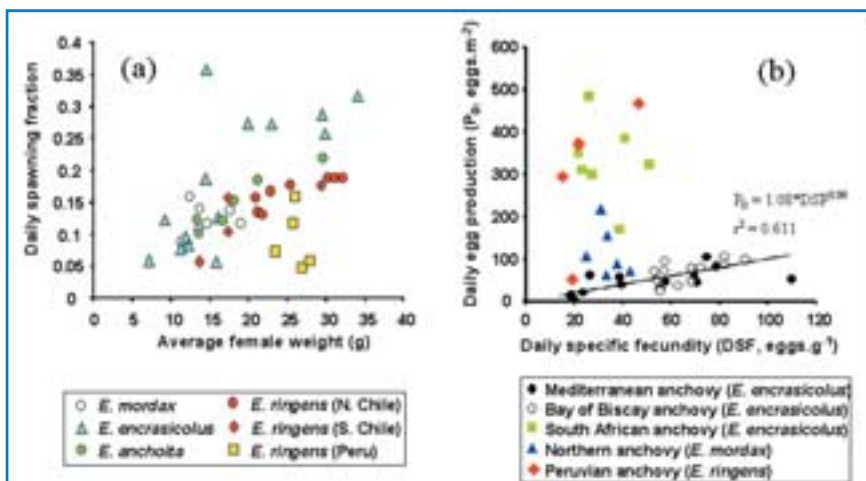 (a)
Daily spawning fraction
0.4
0.35
0.3
0.25
0.2
0.15
0.1
0.05
0
0 5 10 15 20 25 30 35 40
Average female weight (g)
E. mordax
E. encrasicolus
E. anchoita
E. ringens (N. Chile)
E. ringens (S. Chile)
E. ringens (Peru)
(b)
Daily egg production (P₀, eggs.m⁻²)
600
500
400
300
200
100
0
0 20 40 60 80 100 120
r² = 0.611
Daily specific fecundity (DSF, eggs.g⁻¹)
Mediterranean anchovy (E. encrasicolus)
Bay of Biscay anchovy (E. encrasicolus)
South African anchovy (E. encrasicolus)
Northern anchovy (E. mordax)
Peruvian anchovy (E. ringens)